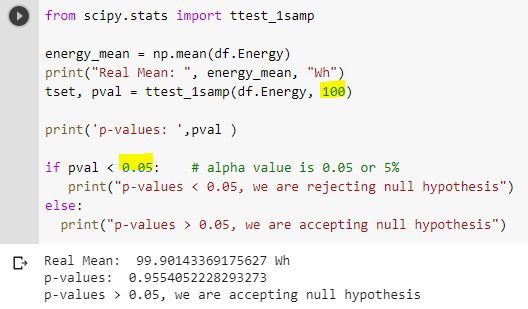 from scipy.stats import ttest_1samp
energy_mean = np.mean(df.Energy)
print("Real Mean: ", energy_mean, "Wh")
tset, pval = ttest_1samp(df.Energy, 100)
print('p-values: ',pval )
if pval < 0.05:    # alpha value is 0.05 or 5%
   print("p-values < 0.05, we are rejecting null hypothesis")
else:
  print("p-values > 0.05, we are accepting null hypothesis")
Real Mean:  99.90143369175627 Wh
p-values:  0.9554052228293273
p-values > 0.05, we are accepting null hypothesis